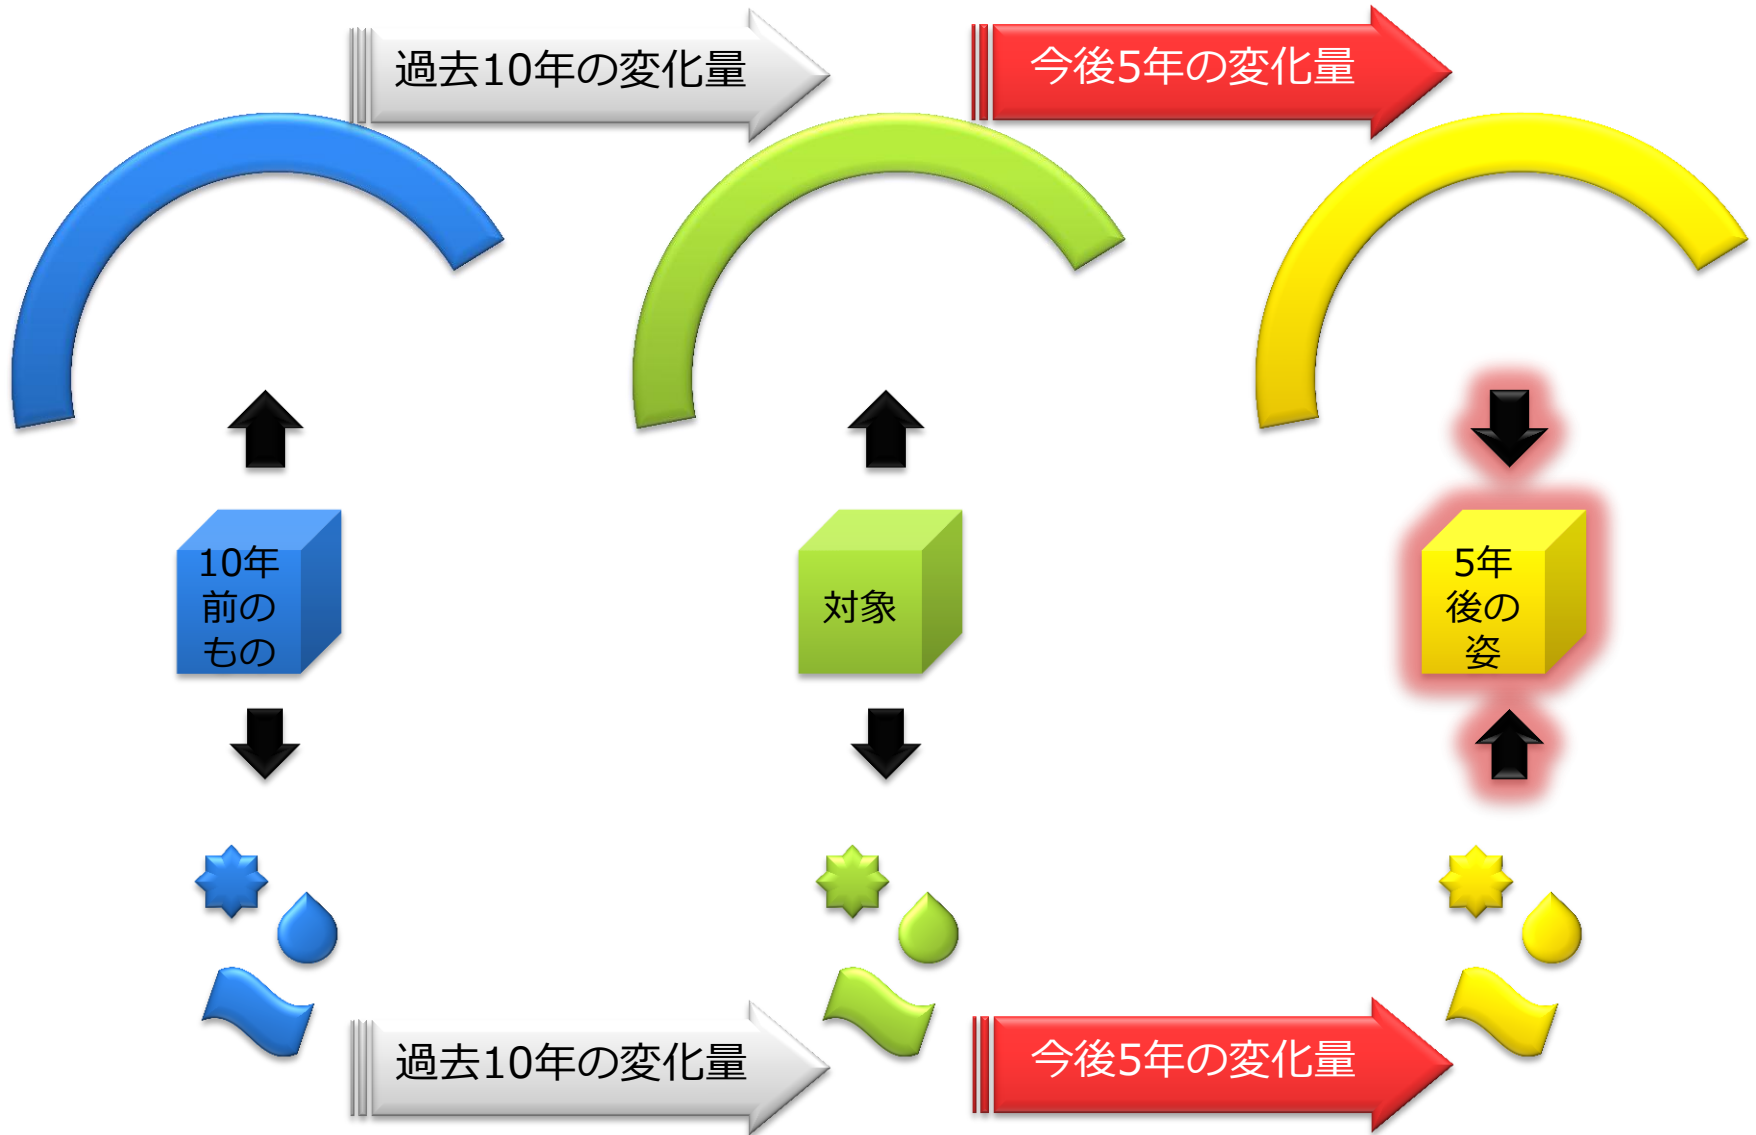 過去10年の変化量
今後5年の変化量
10年
前の
もの
対象
5年
後の
姿
過去10年の変化量
今後5年の変化量